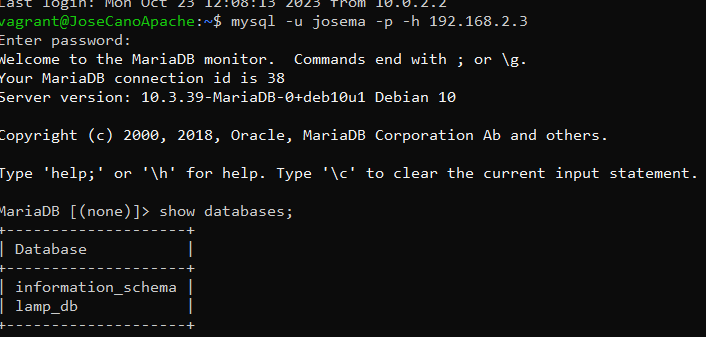 Last login: Mon Oct 23 12:08:13 2023 from 10.0.2.2
vagrant@JoseCanoApache:~$ mysql -u josema -p -h 192.168.2.3
Enter password:
Welcome to the MariaDB monitor.  Commands end with ; or \g.
Your MariaDB connection id is 38
Server version: 10.3.39-MariaDB-0+deb10u1 Debian 10

Copyright (c) 2000, 2018, Oracle, MariaDB Corporation Ab and others.

Type 'help;' or '\h' for help. Type '\c' to clear the current input statement.

MariaDB [(none)]> show databases;
+--------------------+
| Database           |
+--------------------+
| information_schema |
| lamp_db            |
+--------------------+